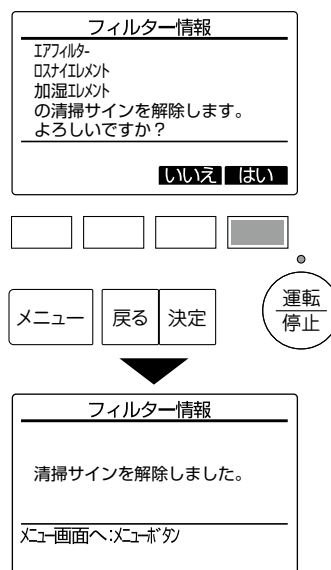 フィルター情報
ｴｱﾌｨﾙﾀｰ
ﾛｽﾅｲｴﾚﾒﾝﾄ
加湿ｴﾚﾒﾝﾄ
の清掃サインを解除します。
よろしいですか？
いいえ はい
メニュー 戻る 決定 運転
停止
フィルター情報
清掃サインを解除しました。
ﾒﾆｭｰ画面へ:ﾒﾆｭｰﾎﾞﾀﾝ